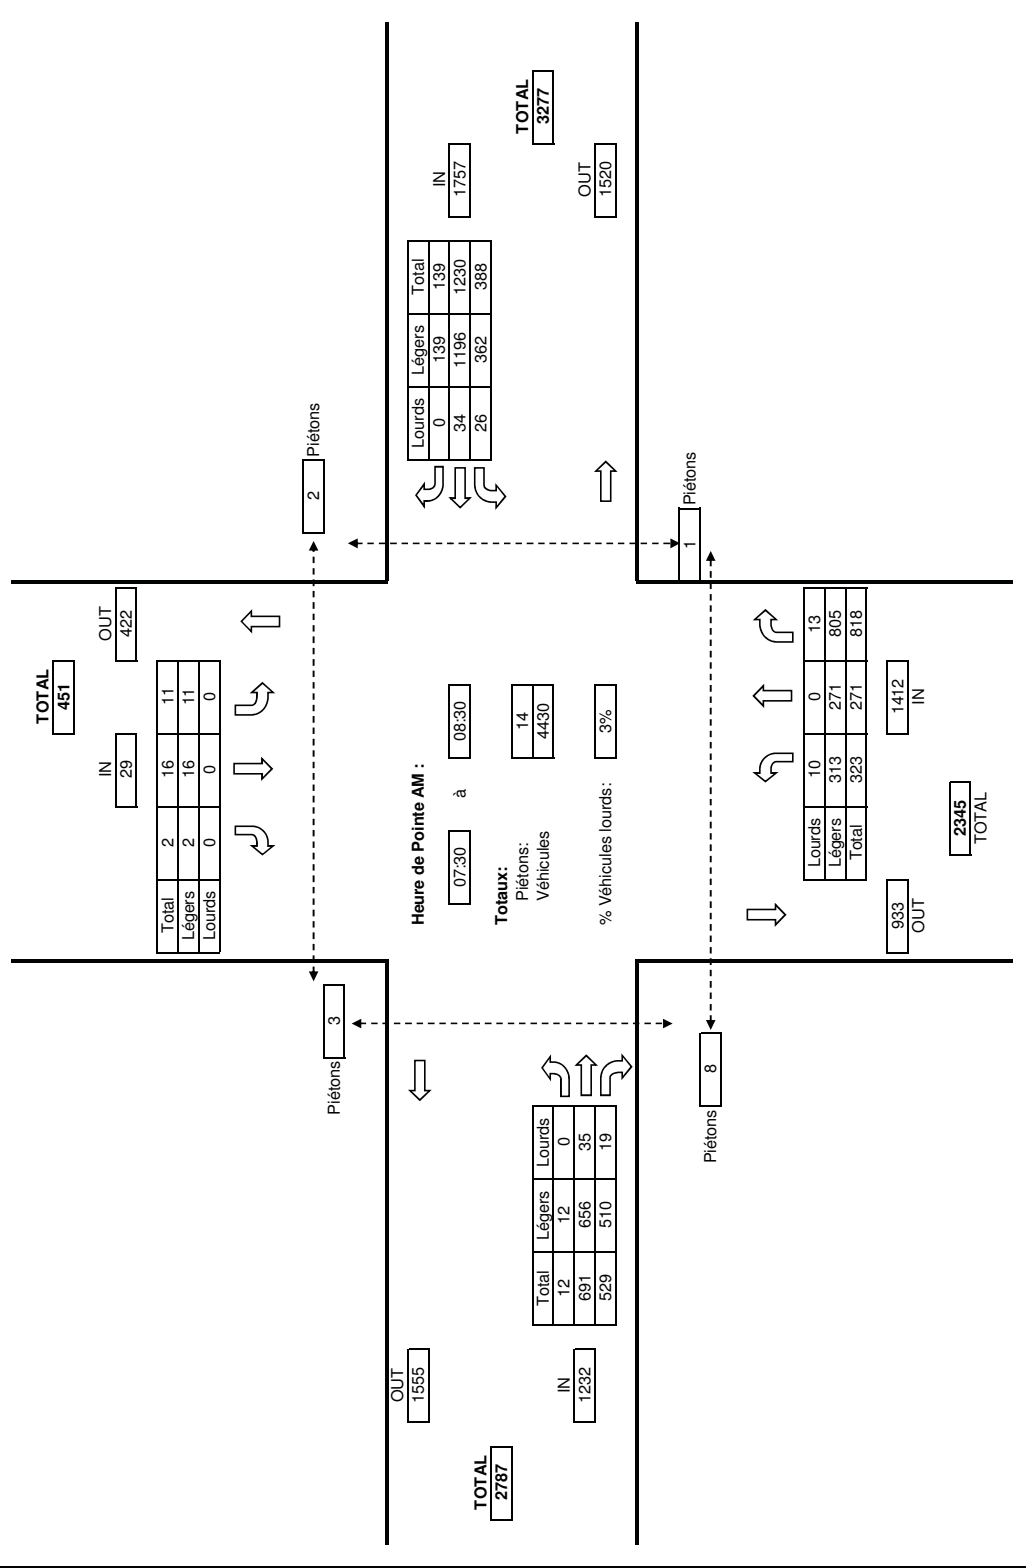 TOTAL
451
IN OUT
29 422
Total 2 16 11
Légers 2 16 11
Lourds 0 0 0
2 Piétons
Piétons 3
OUT
1555
TOTAL
2787
IN
1232
Total Légers Lourds
12 12 0
691 656 35
529 510 19
Heure de Pointe AM :
07:30 à 08:30
Totaux:
Piétons: 14
Véhicules 4430
% Véhicules lourds: 3%
Lourds Légers Total
0 139 139
34 1196 1230
26 362 388
IN
1757
TOTAL
3277
OUT
1520
1 Piétons
Piétons 8
Lourds 10 0 13
Légers 313 271 805
Total 323 271 818
933 1412
OUT IN
2345
TOTAL